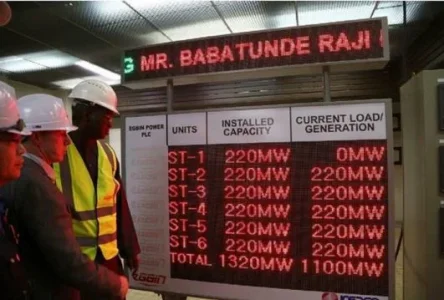 G MR. BABATUNDE RAJI
EGBIN POWER PLC
UNITS
INSTALLED CAPACITY
CURRENT LOAD/ GENERATION
ST-1 220MW 0MW
ST-2 220MW 220MW
ST-3 220MW 220MW
ST-4 220MW 220MW
ST-5 220MW 220MW
ST-6 220MW 220MW
TOTAL 1320MW 1100MW
EGBIN